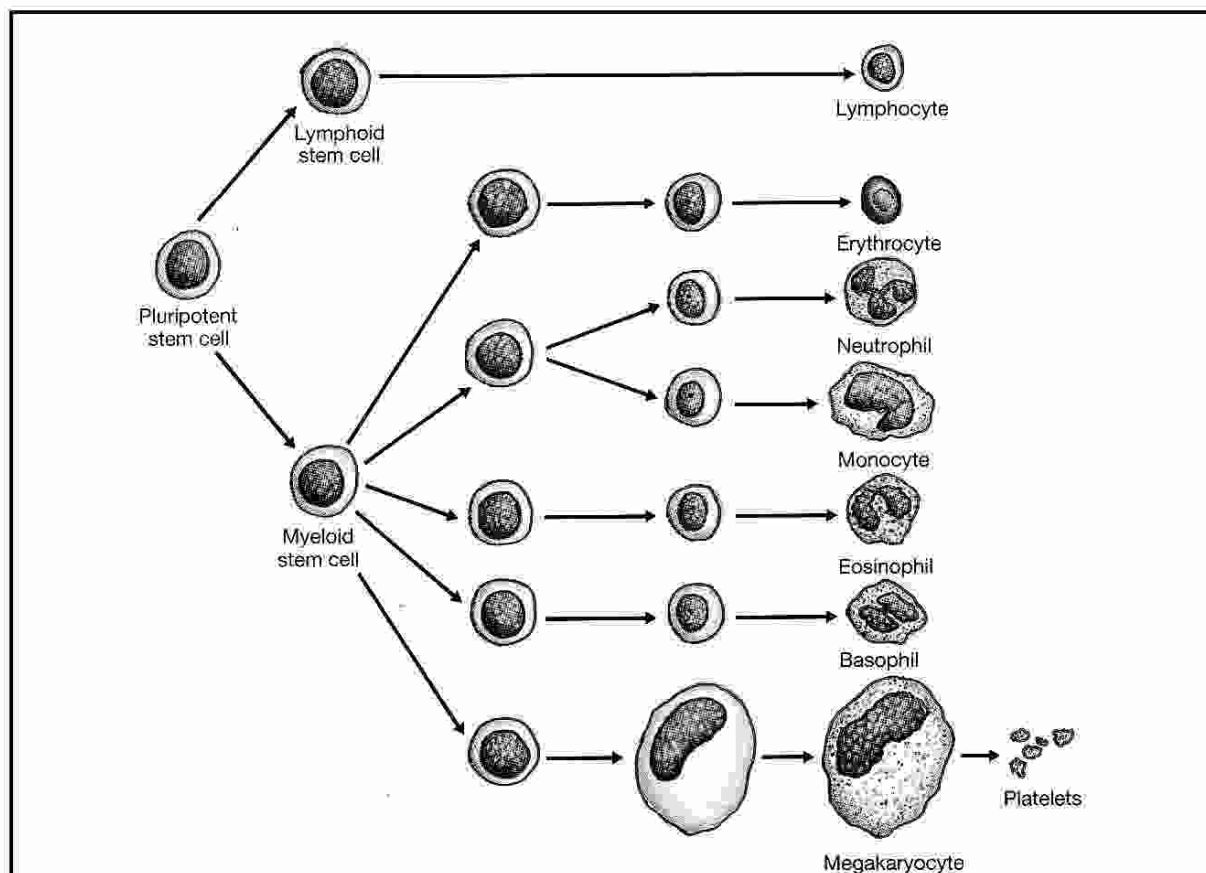 Lymphocyte
Lymphoid
stem cell
Erythrocyte
Pluripotent
stem cell
Neutrophil
Monocyte
Myeloid
stem cell
Eosinophil
Basophil
Platelets
Megakaryocyte